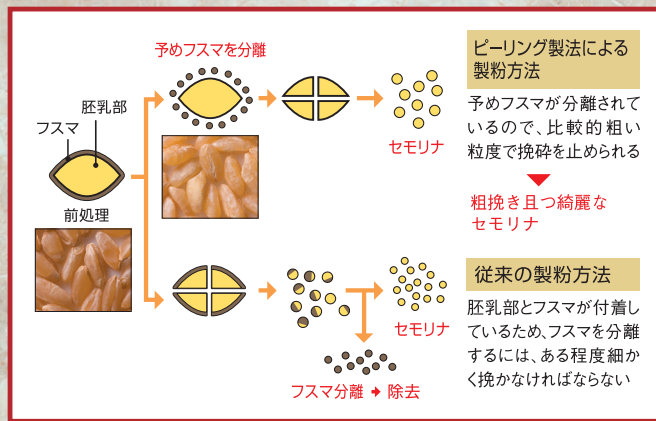 予めフスマを分離
胚乳部
フスマ
前処理
セモリナ
ピーリング製法による
製粉方法
予めフスマが分離されて
いるので、比較的粗い
粒度で挽砕を止められる
粗挽き且つ綺麗な
セモリナ
セモリナ
フスマ分離 ➧ 除去
従来の製粉方法
胚乳部とフスマが付着し
ているため、フスマを分離
するには、ある程度細か
く挽かなければならない